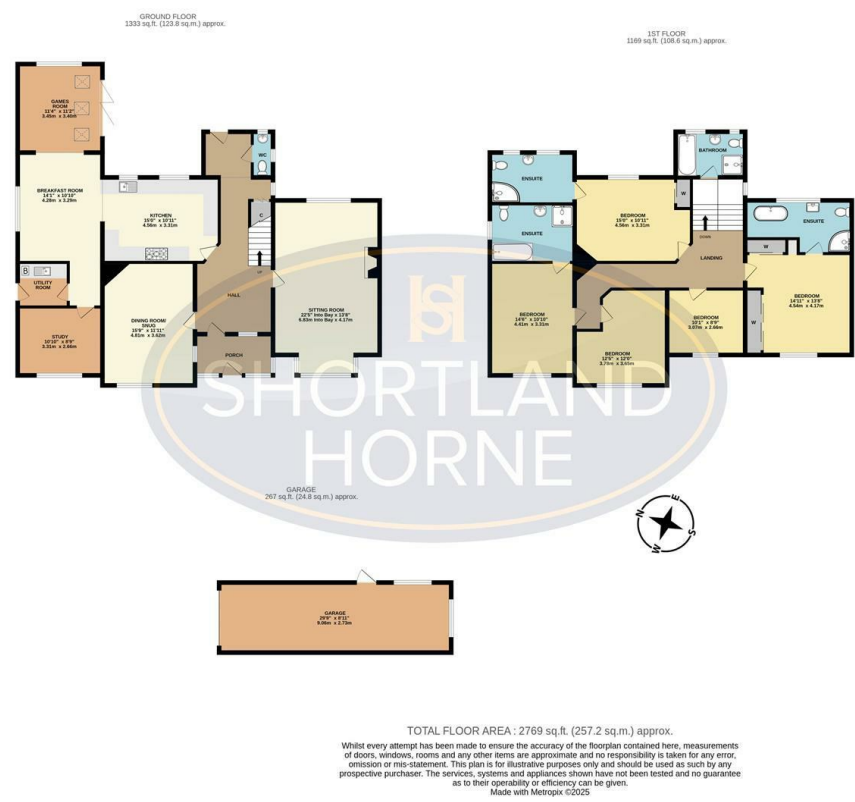 GROUND FLOOR
1333 sq.ft. (123.8 sq.m.) approx.
1ST FLOOR
1169 sq.ft. (108.6 sq.m.) approx.
GAMES
ROOM
11'4" x 11'2"
3.45m x 3.40m
BREAKFAST ROOM
14'1" x 10'10"
4.28m x 3.29m
KITCHEN
15'0" x 10'11"
4.56m x 3.31m
WC
C
UP
B
UTILITY
ROOM
HALL
DINING ROOM/
SNUG
15'9" x 11'11"
4.81m x 3.62m
SITTING ROOM
22'5" Into Bay x 13'8"
6.83m Into Bay x 4.17m
STUDY
10'10" x 8'9"
3.31m x 2.66m
PORCH
BATHROOM
ENSUITE
BEDROOM
15'0" x 10'11"
4.56m x 3.31m
W
ENSUITE
ENSUITE
DOWN
LANDING
W
BEDROOM
14'6" x 10'10"
4.41m x 3.31m
BEDROOM
12'5" x 12'0"
BEDROOM
10'1" x 8'9"
3.07m x 2.66m
W
BEDROOM
14'11" x 13'8"
4.54m x 4.17m
SH
SHORTLAND
HORNE
GARAGE
267 sq.ft. (24.8 sq.m.) approx.
N
E
S
W
GARAGE
29'9" x 8'11"
9.06m x 2.73m
TOTAL FLOOR AREA : 2769 sq.ft. (257.2 sq.m.) approx.
Whilst every attempt has been made to ensure the accuracy of the floorplan contained here, measurements
of doors, windows, rooms and any other items are approximate and no responsibility is taken for any error,
omission or mis-statement. This plan is for illustrative purposes only and should be used as such by any
prospective purchaser. The services, systems and appliances shown have not been tested and no guarantee
as to their operability or efficiency can be given.
Made with Metropix ©2025